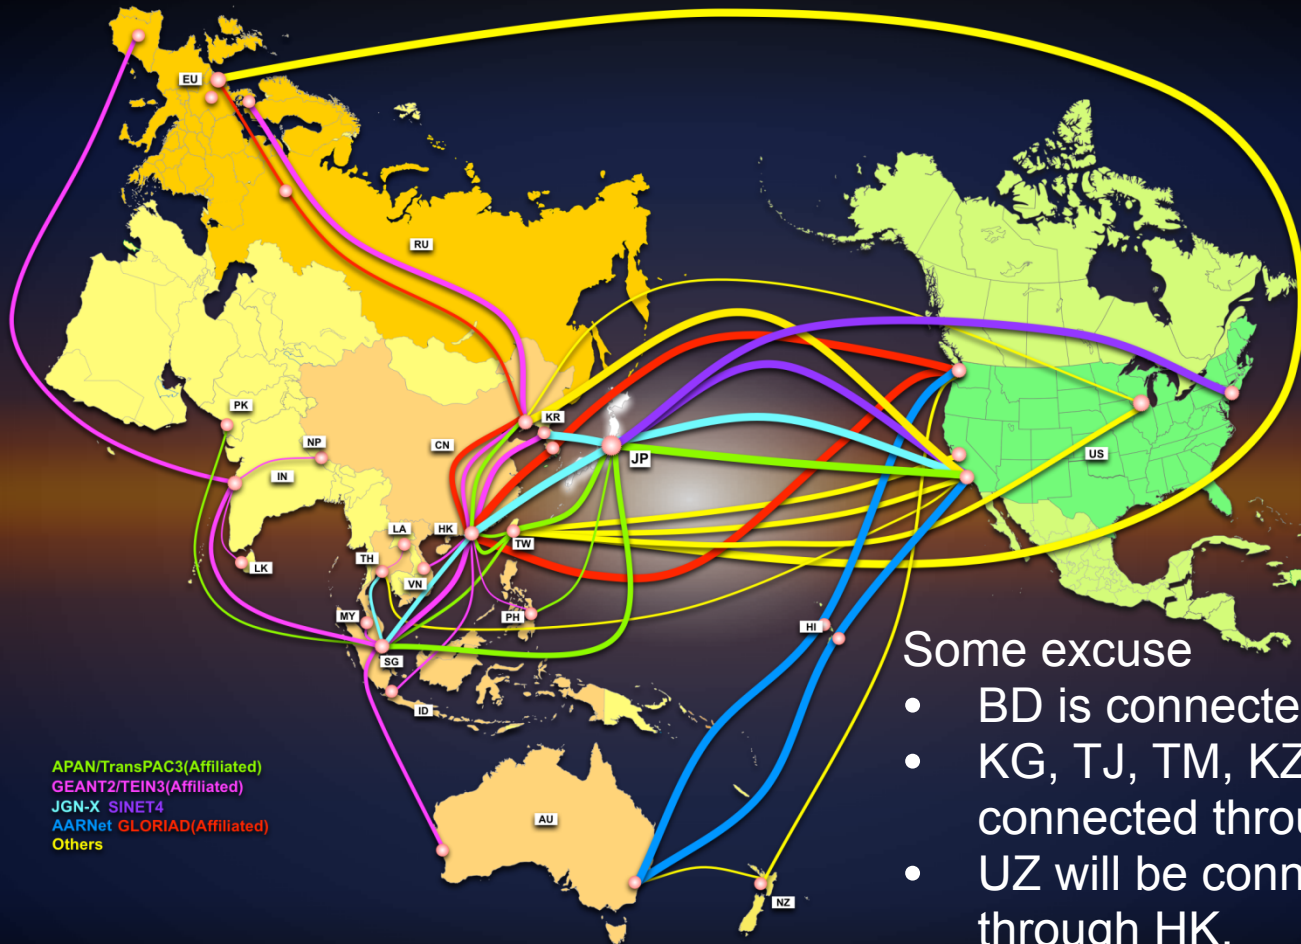 EU
RU
PK
NP
IN
CN
KR
JP
US
LA
HK
TW
TH
LK
VN
MY
PH
SG
HI
ID
AU
NZ
APAN/TransPAC3(Affiliated)
GEANT2/TEIN3(Affiliated)
JGN-X SINET4
AARNet GLORIAD(Affiliated)
Others
Some excuse
• BD is connecte
• KG, TJ, TM, KZ
connected throu
• UZ will be conn
through HK.